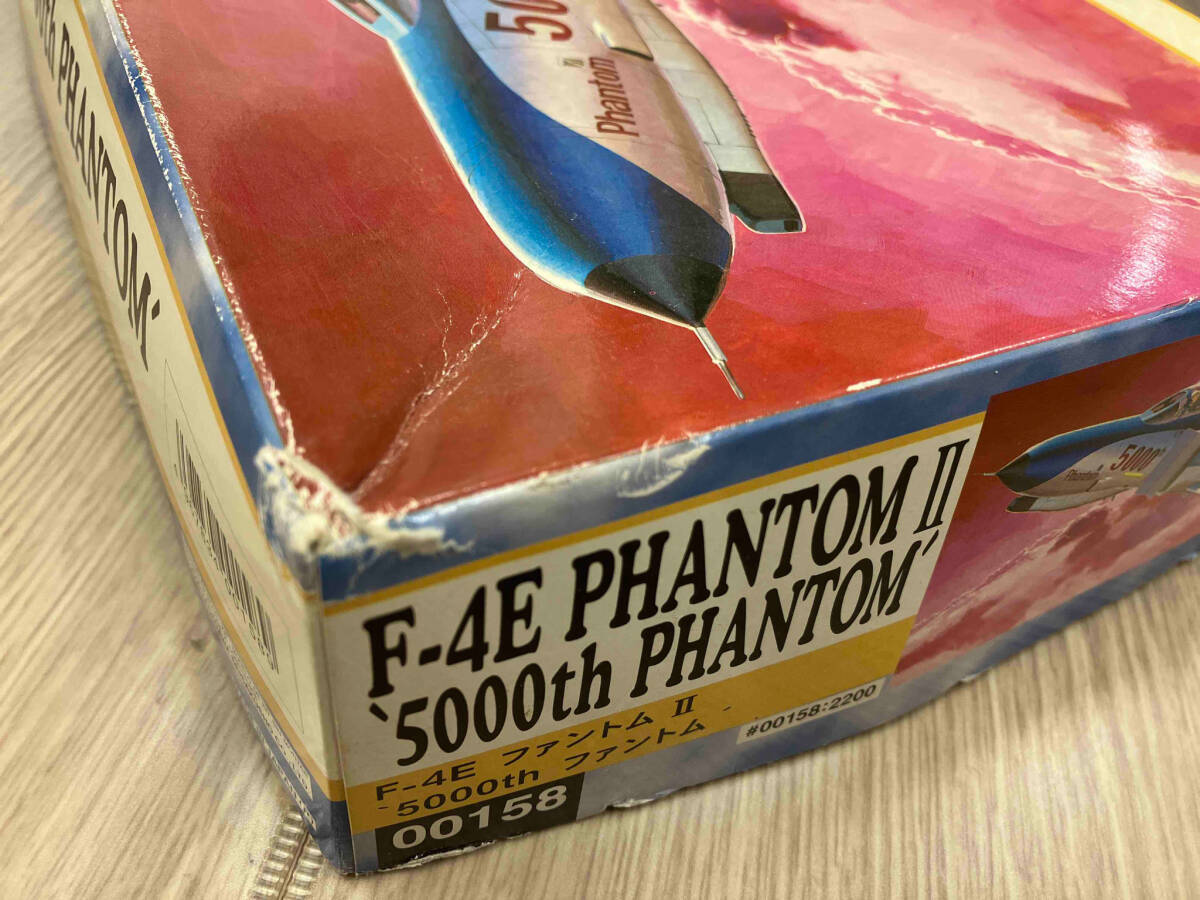 50
Phantom
PHANTOM'
5000
Phantom
F-4E PHANTOM II
`5000th PHANTOM´
F-4E ファントム II
`5000th ファントム´
#00158:2200
00158